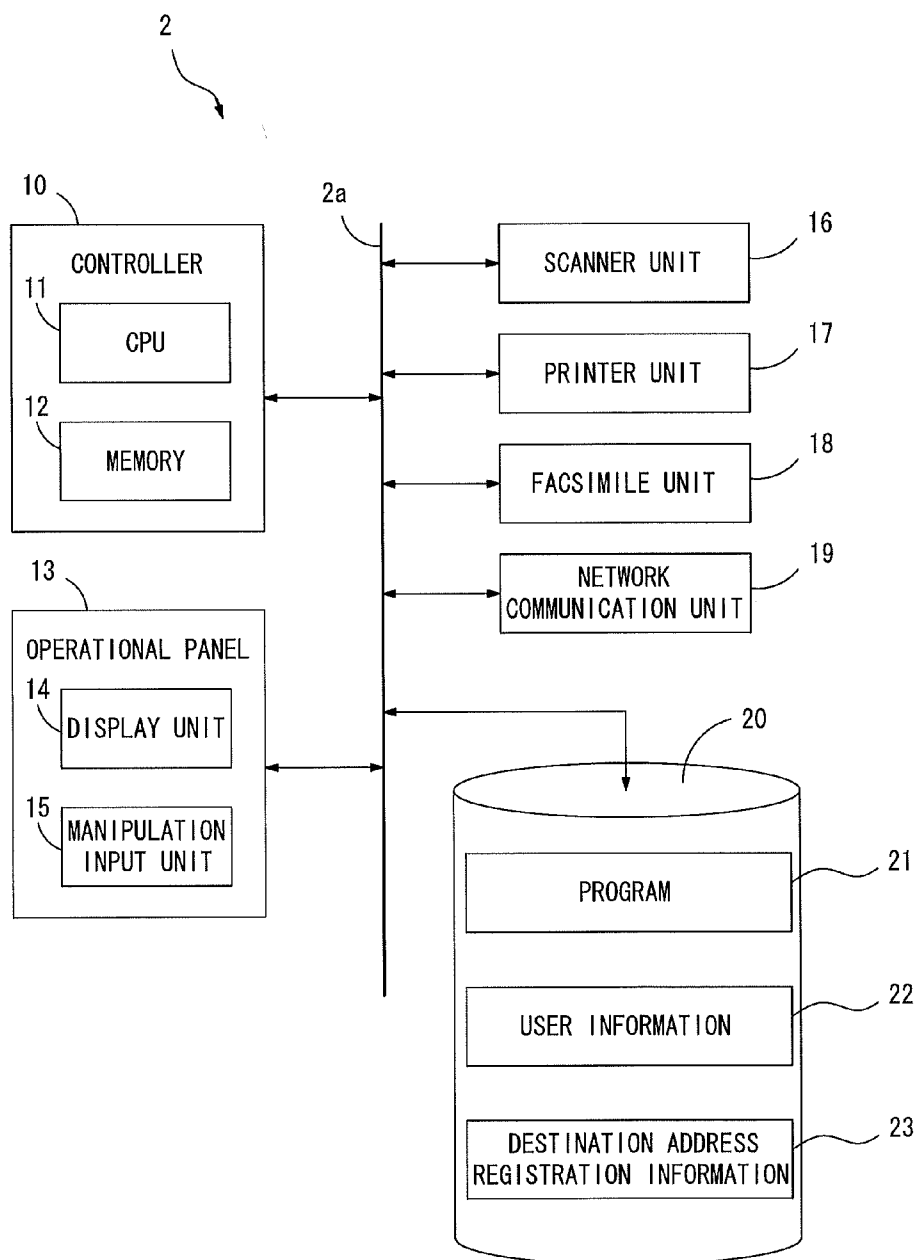 2
10
CONTROLLER
11
CPU
12
MEMORY
13
OPERATIONAL PANEL
14
DISPLAY UNIT
15
MANIPULATION
INPUT UNIT
2a
SCANNER UNIT
16
PRINTER UNIT
17
FACSIMILE UNIT
18
NETWORK
COMMUNICATION UNIT
19
20
PROGRAM
21
USER INFORMATION
22
DESTINATION ADDRESS
REGISTRATION INFORMATION
23